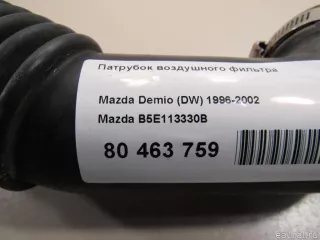 Патрубок воздушного фильтра
Mazda Demio (DW) 1996-2002
Mazda B5E113330B
80 463 759